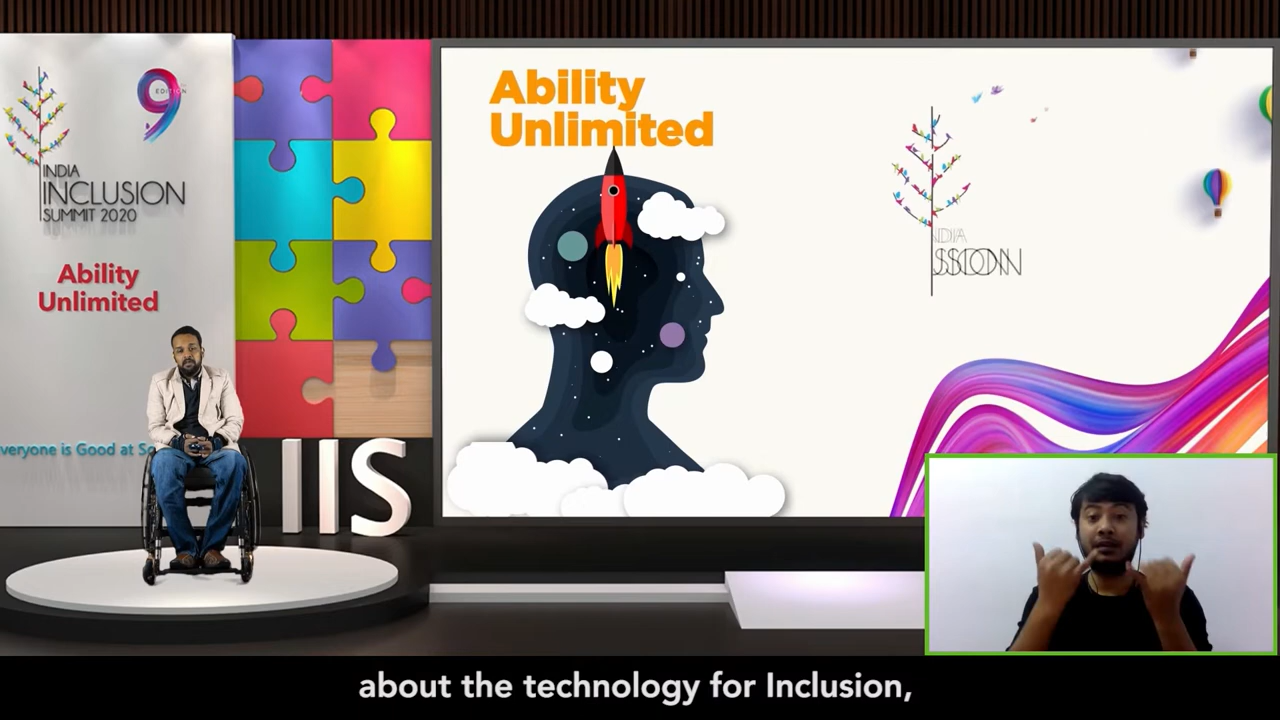 9
EDITION
INDIA
INCLUSION
SUMMIT 2020
Ability
Unlimited
veryone is Good at So
IIS
Ability
Unlimited
NDIA
about the technology for Inclusion,